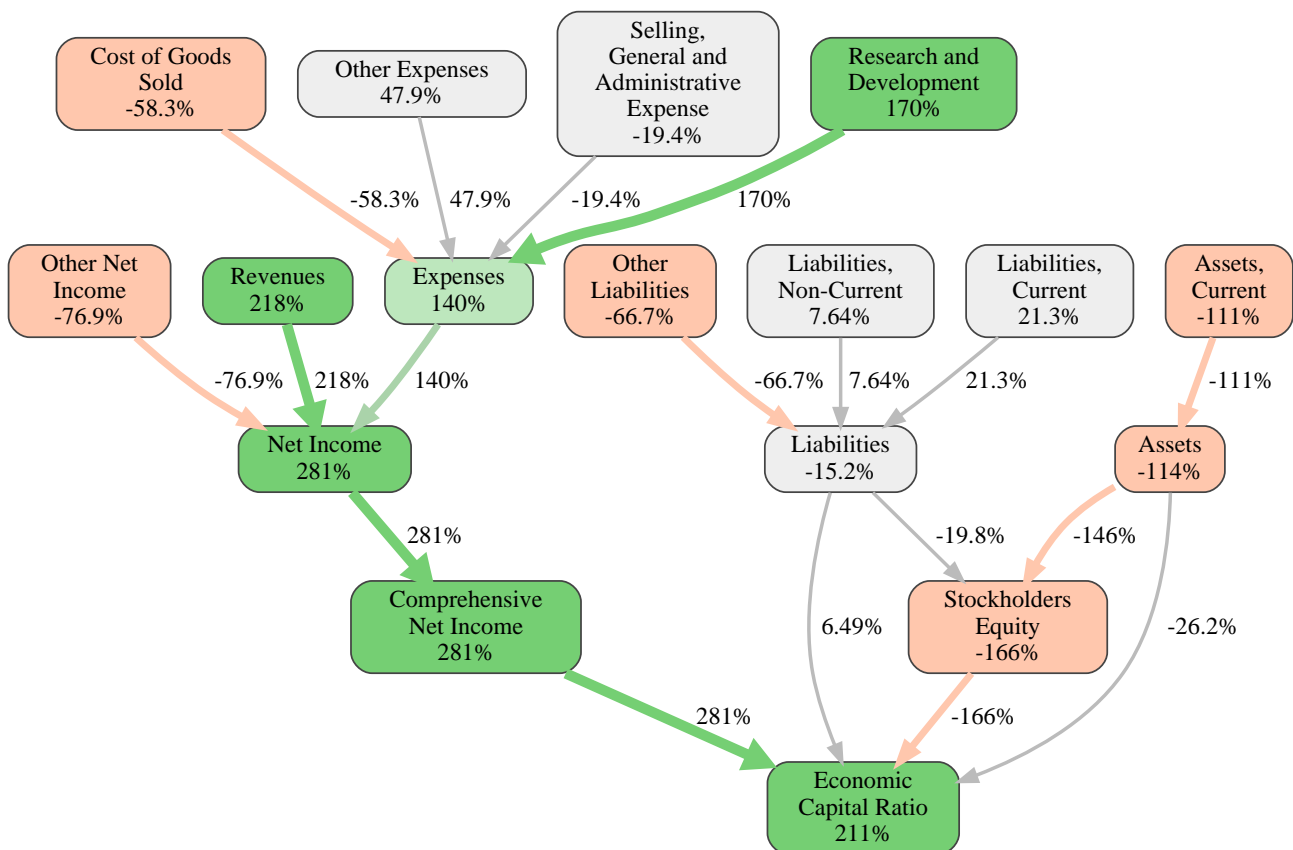 Cost of Goods
Sold
-58.3%
Other Expenses
47.9%
Selling,
General and
Administrative
Expense
-19.4%
Research and
Development
170%
-58.3%
47.9%
-19.4%
170%
Other Net
Income
-76.9%
Revenues
218%
Expenses
140%
Other
Liabilities
-66.7%
Liabilities,
Non-Current
7.64%
Liabilities,
Current
21.3%
Assets,
Current
-111%
-76.9%
218%
140%
-66.7%
7.64%
21.3%
-111%
Net Income
281%
Liabilities
-15.2%
Assets
-114%
281%
-19.8%
-146%
Comprehensive
Net Income
281%
6.49%
Stockholders
Equity
-166%
-26.2%
281%
-166%
Economic
Capital Ratio
211%